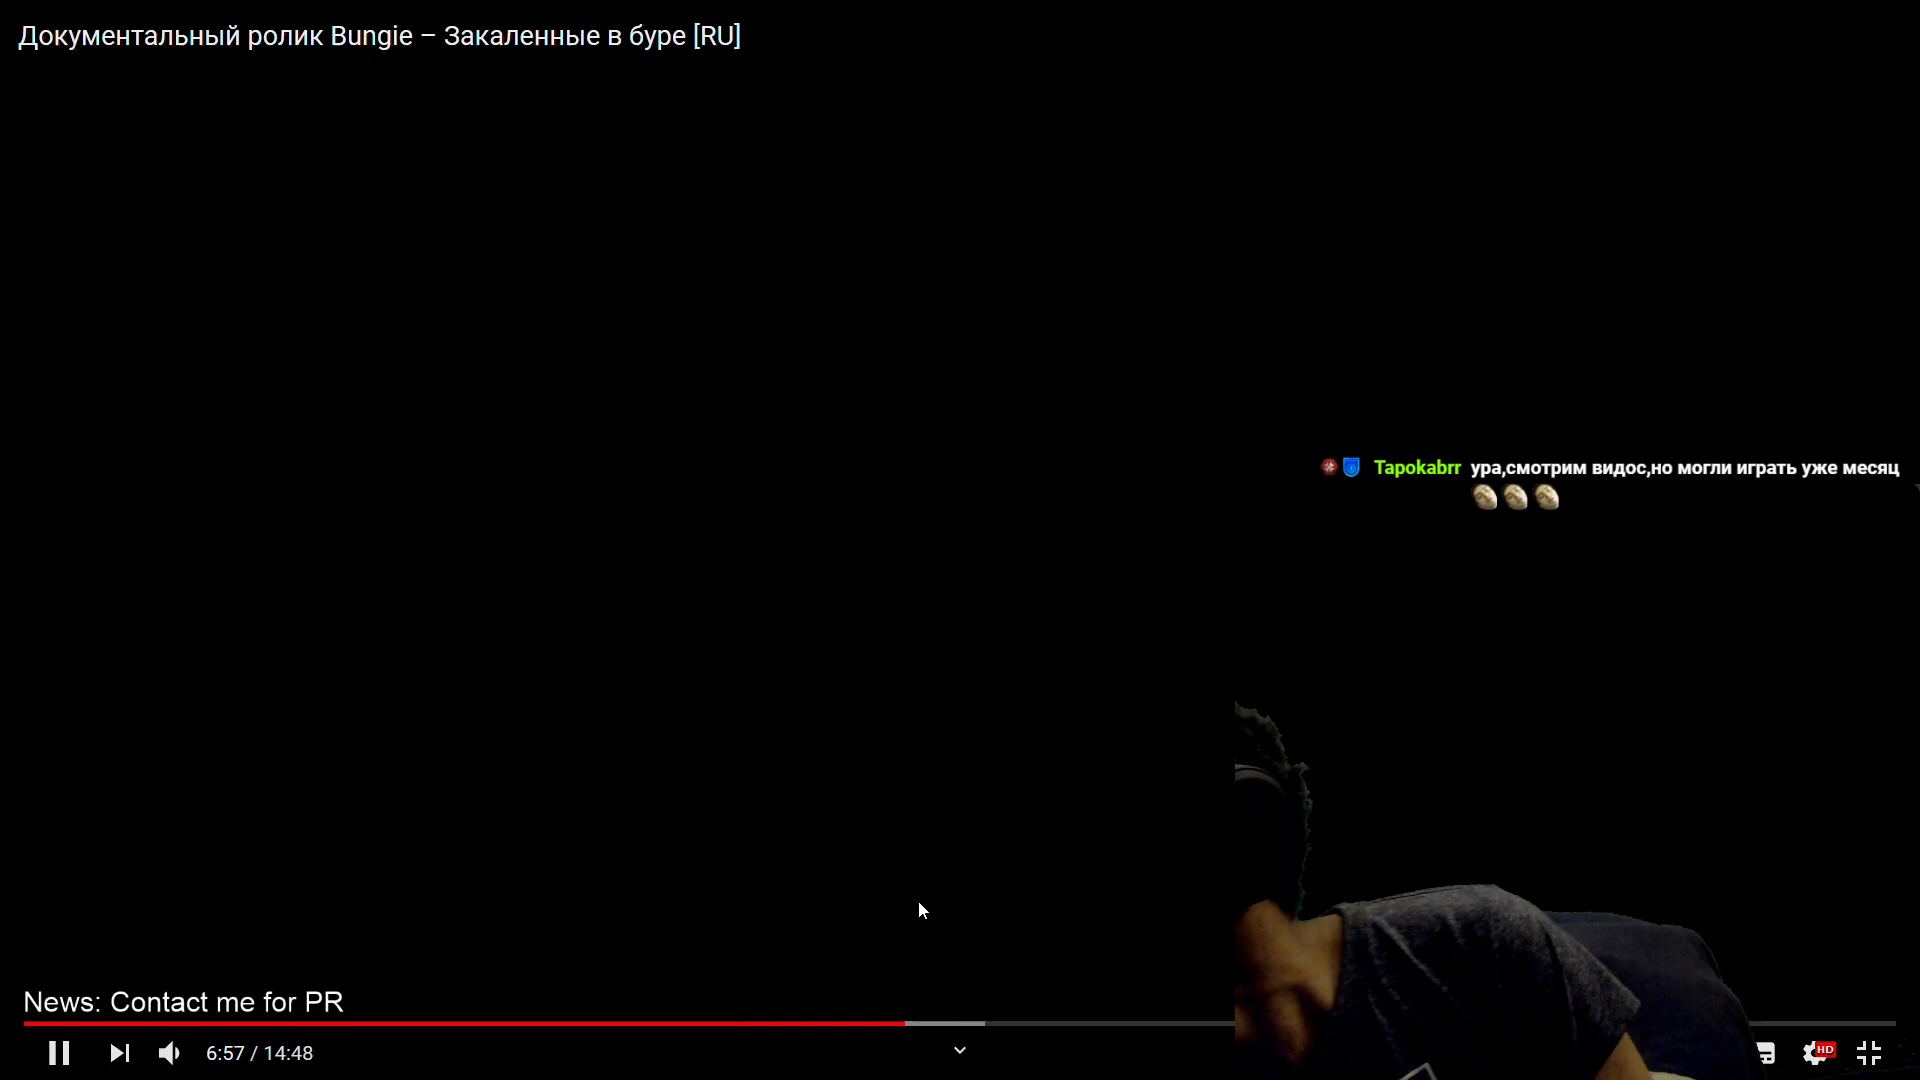 Документальный ролик Bungie – Закаленные в буре [RU]
Tapokabrr ура,смотрим видос,но могли играть уже месяц
News: Contact me for PR
6:57 / 14:48
HD